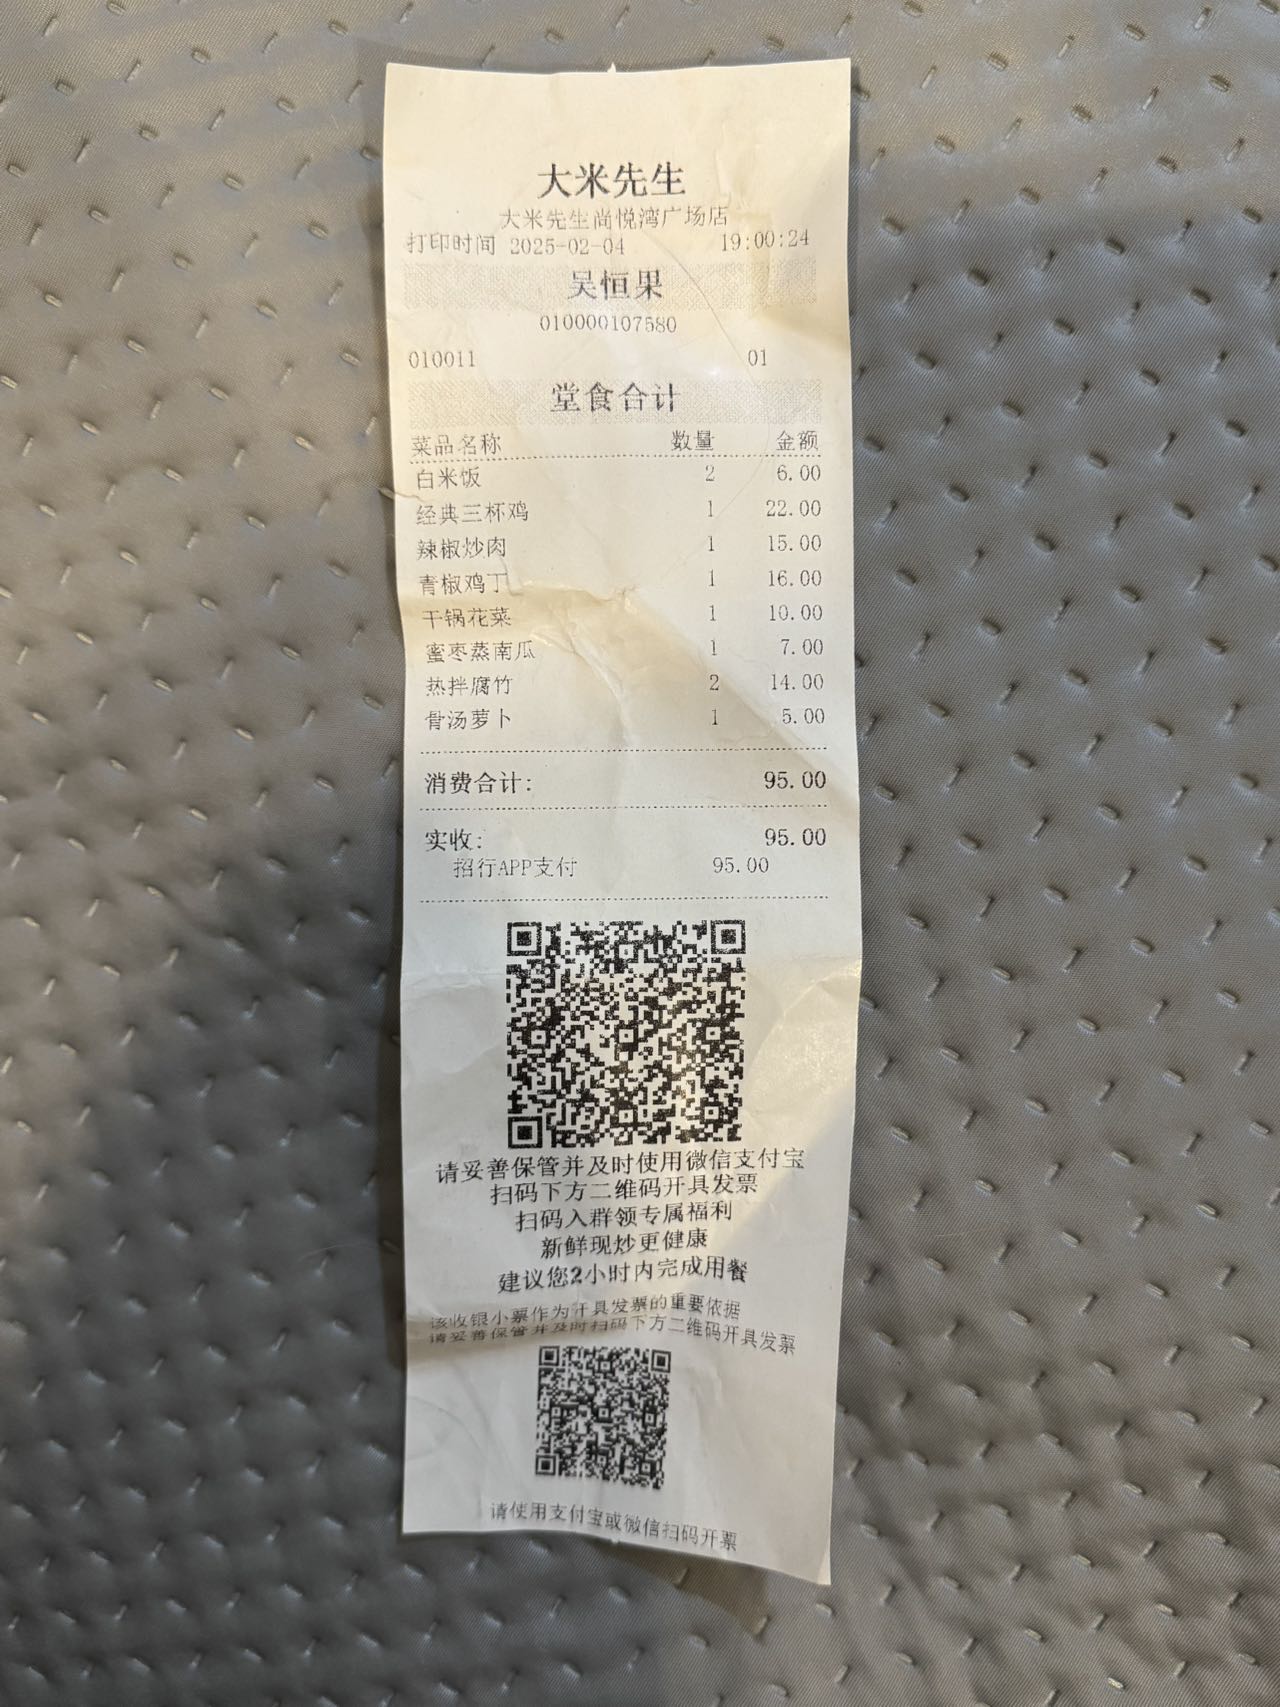 大米先生
大米先生尚悦湾广场店
打印时间 2025-02-04 19:00:24
吴恒果
010000107580
010011 01
堂食合计
菜品名称 数量 金额
白米饭 2 6.00
经典三杯鸡 1 22.00
辣椒炒肉 1 15.00
青椒鸡丁 1 16.00
干锅花菜 1 10.00
蜜枣蒸南瓜 1 7.00
热拌腐竹 2 14.00
骨汤萝卜 1 5.00
消费合计: 95.00
实收: 95.00
招行APP支付 95.00
请妥善保管并及时使用微信支付宝
扫码下方二维码开具发票
扫码入群领专属福利
新鲜现炒更健康
建议您2小时内完成用餐
该收银小票作为开具发票的重要依据
请妥善保管并及时扫码下方二维码开具发票
请使用支付宝或微信扫码开票